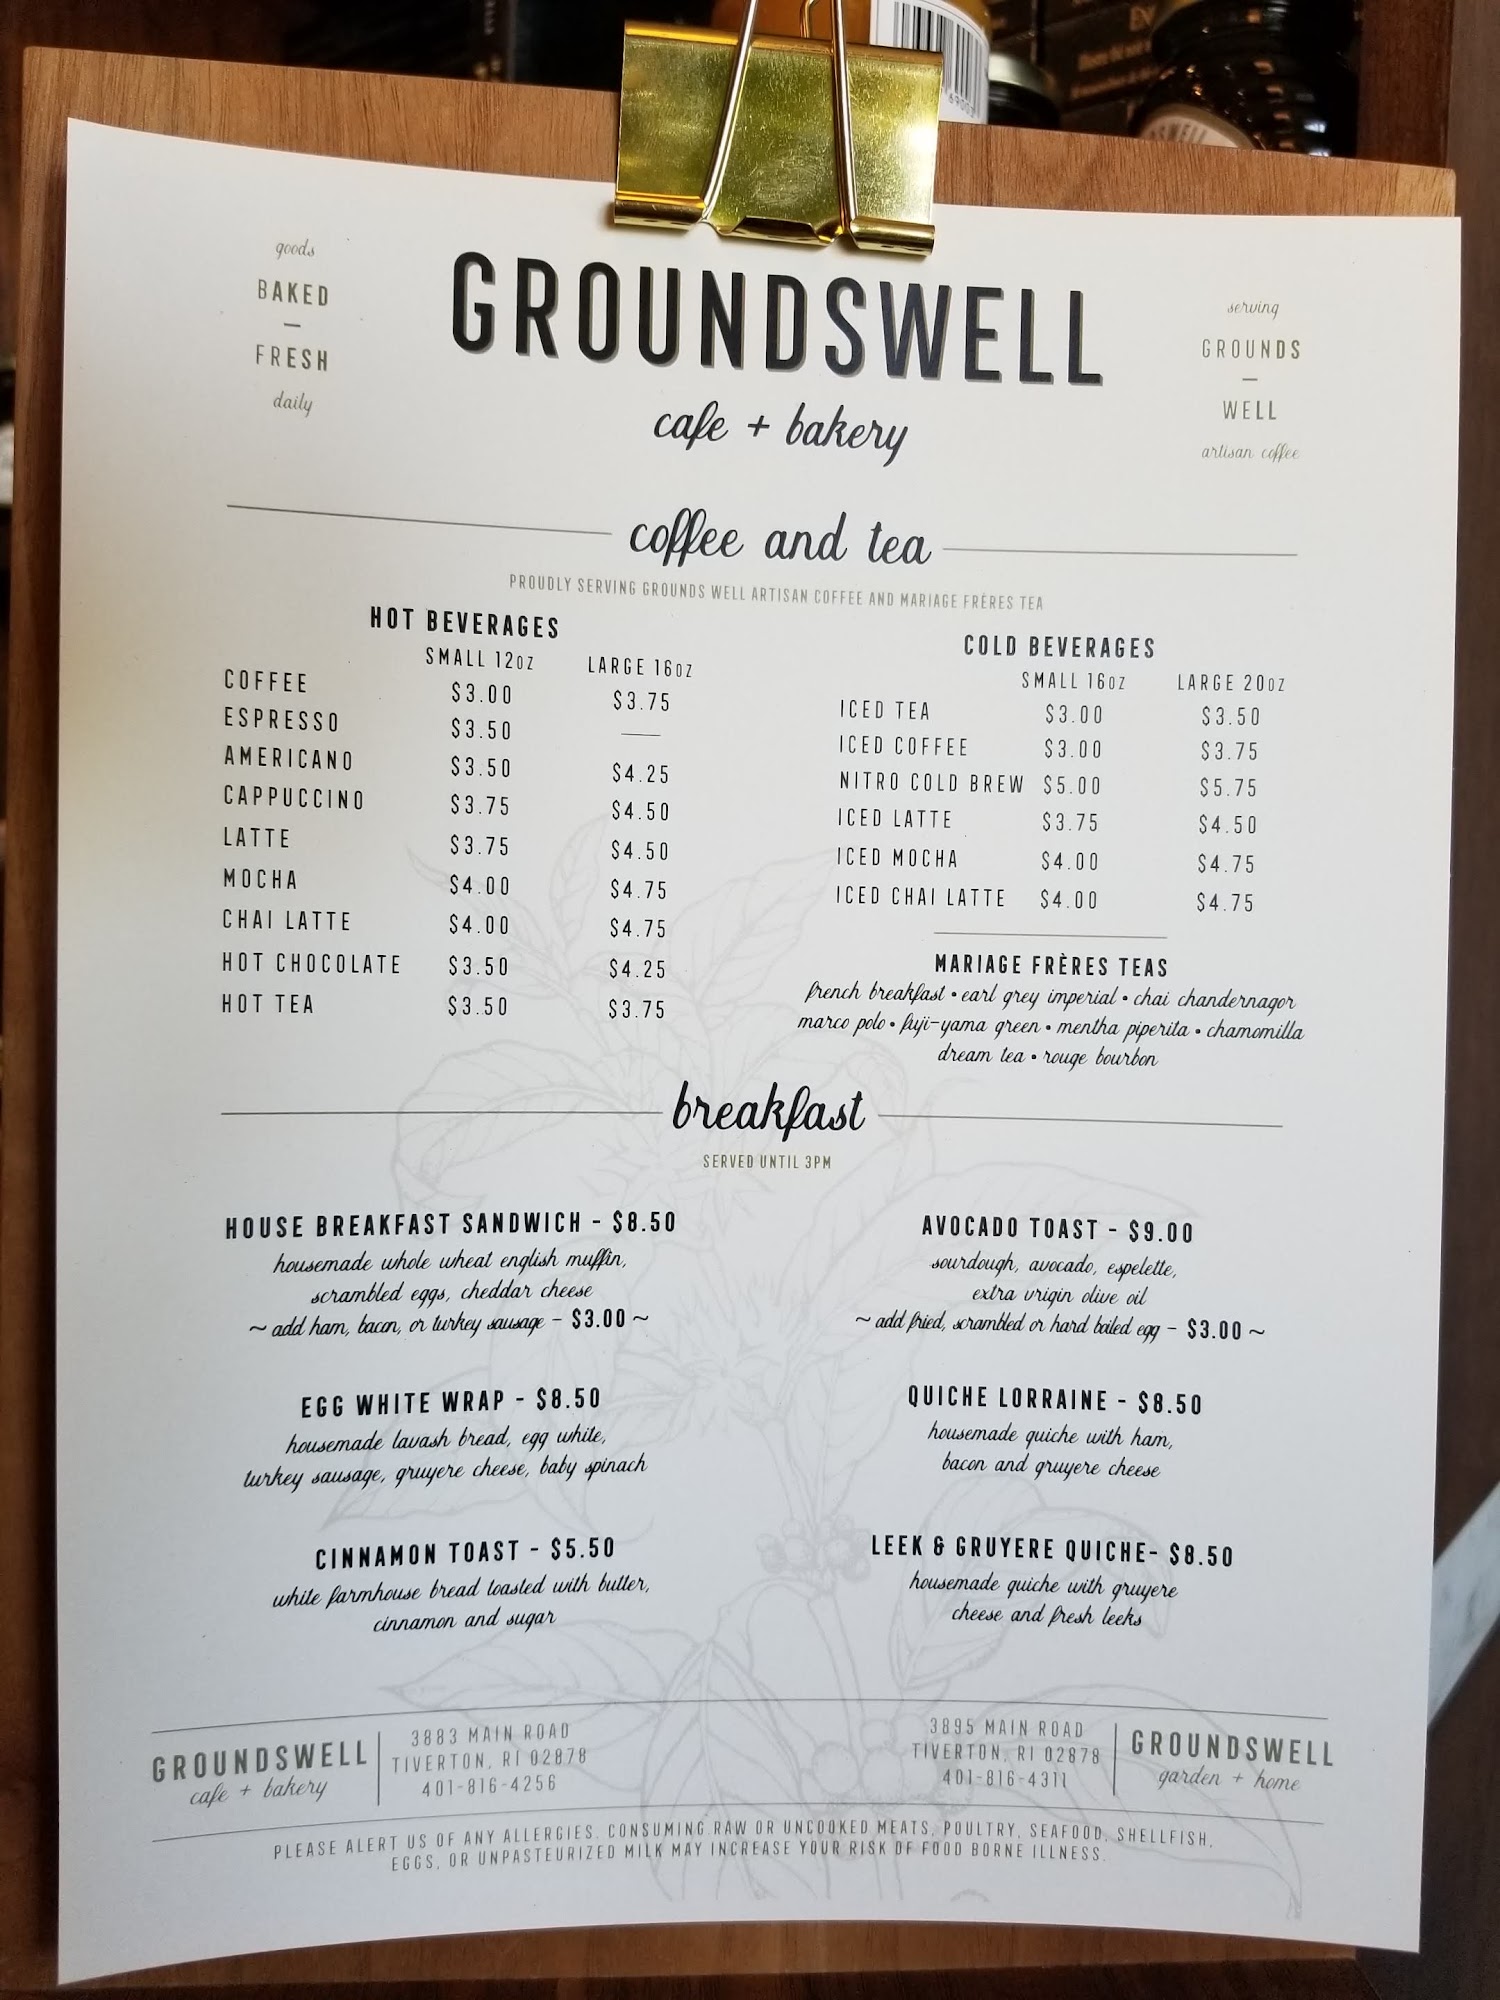 goods
BAKED
—
FRESH
daily
GROUNDSWELL
cafe + bakery
serving
GROUNDS
—
WELL
artisan coffee
coffee and tea
PROUDLY SERVING GROUNDS WELL ARTISAN COFFEE AND MARIAGE FRÈRES TEA
HOT BEVERAGES
SMALL 12OZ LARGE 16OZ
COFFEE $3.00 $3.75
ESPRESSO $3.50 —
AMERICANO $3.50 $4.25
CAPPUCCINO $3.75 $4.50
LATTE $3.75 $4.50
MOCHA $4.00 $4.75
CHAI LATTE $4.00 $4.75
HOT CHOCOLATE $3.50 $4.25
HOT TEA $3.50 $3.75
COLD BEVERAGES
SMALL 16OZ LARGE 20OZ
ICED TEA $3.00 $3.50
ICED COFFEE $3.00 $3.75
NITRO COLD BREW $5.00 $5.75
ICED LATTE $3.75 $4.50
ICED MOCHA $4.00 $4.75
ICED CHAI LATTE $4.00 $4.75
MARIAGE FRÈRES TEAS
french breakfast • earl grey imperial • chai chandernagor
marco polo • fuji-yama green • mentha piperita • chamomilla
dream tea • rouge bourbon
breakfast
SERVED UNTIL 3PM
HOUSE BREAKFAST SANDWICH - $8.50
housemade whole wheat english muffin,
scrambled eggs, cheddar cheese
~ add ham, bacon, or turkey sausage - $3.00 ~
EGG WHITE WRAP - $8.50
housemade lavash bread, egg white,
turkey sausage, gruyere cheese, baby spinach
CINNAMON TOAST - $5.50
white farmhouse bread toasted with butter,
cinnamon and sugar
AVOCADO TOAST - $9.00
sourdough, avocado, espelette,
extra virgin olive oil
~ add fried, scrambled or hard boiled egg - $3.00 ~
QUICHE LORRAINE - $8.50
housemade quiche with ham,
bacon and gruyere cheese
LEEK & GRUYERE QUICHE- $8.50
housemade quiche with gruyere
cheese and fresh leeks
GROUNDSWELL
cafe + bakery
3883 MAIN ROAD
TIVERTON, RI 02878
401-816-4256
3895 MAIN ROAD
TIVERTON, RI 02878
401-816-4311
GROUNDSWELL
garden + home
PLEASE ALERT US OF ANY ALLERGIES. CONSUMING RAW OR UNCOOKED MEATS, POULTRY, SEAFOOD, SHELLFISH,
EGGS, OR UNPASTEURIZED MILK MAY INCREASE YOUR RISK OF FOOD BORNE ILLNESS.